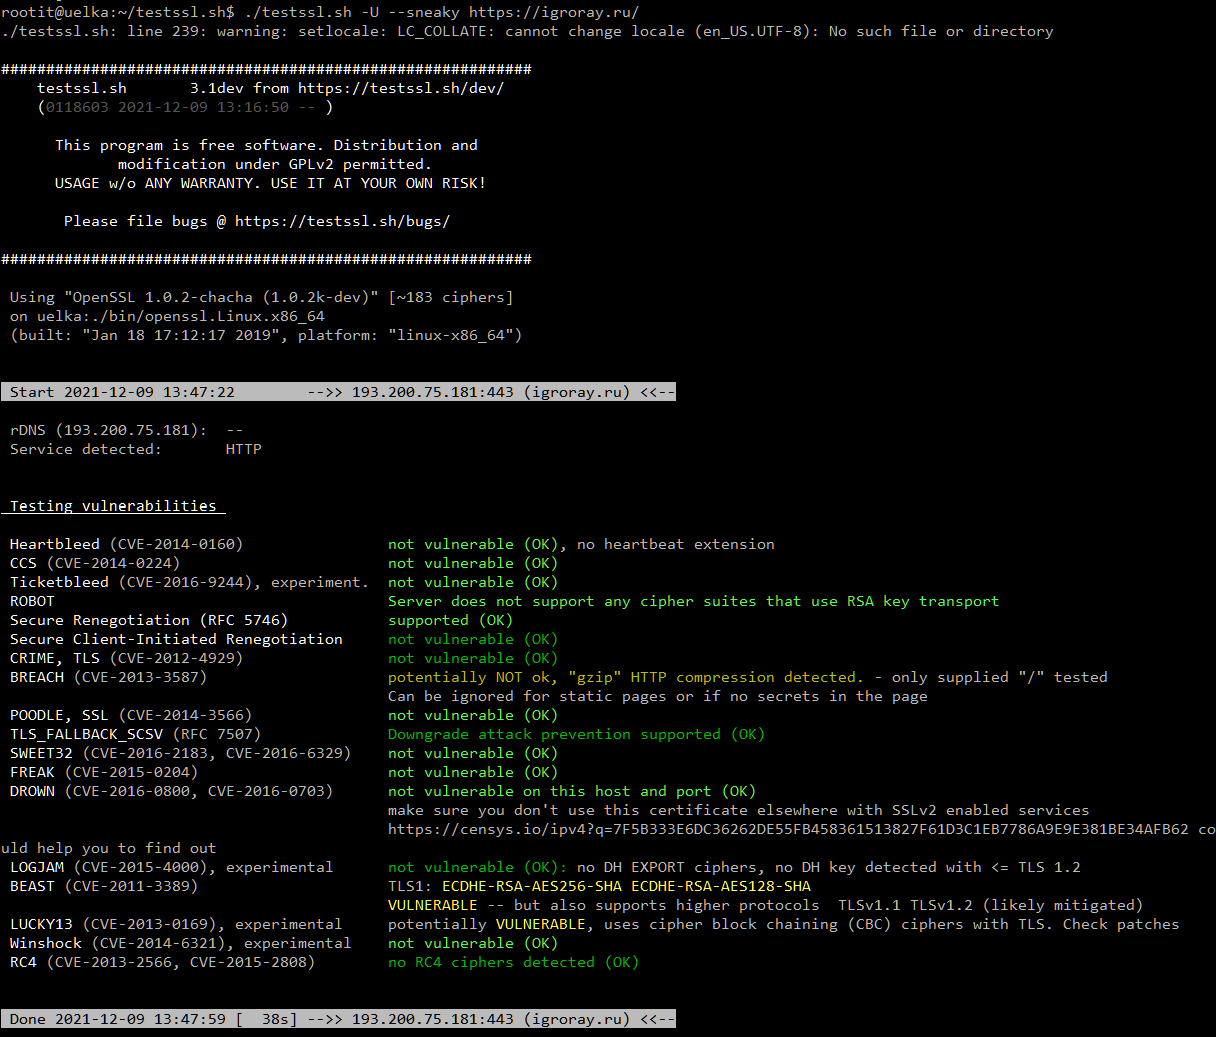 rootit@uelka:~/testssl.sh$ ./testssl.sh -U --sneaky https://igroray.ru/
./testssl.sh: line 239: warning: setlocale: LC_COLLATE: cannot change locale (en_US.UTF-8): No such file or directory
###########################################################
testssl.sh       3.1dev from https://testssl.sh/dev/
(0118603 2021-12-09 13:16:50 -- )
This program is free software. Distribution and
modification under GPLv2 permitted.
USAGE w/o ANY WARRANTY. USE IT AT YOUR OWN RISK!
Please file bugs @ https://testssl.sh/bugs/
###########################################################
Using "OpenSSL 1.0.2-chacha (1.0.2k-dev)" [~183 ciphers]
on uelka:./bin/openssl.Linux.x86_64
(built: "Jan 18 17:12:17 2019", platform: "linux-x86_64")
Start 2021-12-09 13:47:22        -->> 193.200.75.181:443 (igroray.ru) <<--
rDNS (193.200.75.181):  --
Service detected:       HTTP
Testing vulnerabilities
Heartbleed (CVE-2014-0160)                not vulnerable (OK), no heartbeat extension
CCS (CVE-2014-0224)                       not vulnerable (OK)
Ticketbleed (CVE-2016-9244), experiment.  not vulnerable (OK)
ROBOT                                     Server does not support any cipher suites that use RSA key transport
Secure Renegotiation (RFC 5746)           supported (OK)
Secure Client-Initiated Renegotiation     not vulnerable (OK)
CRIME, TLS (CVE-2012-4929)                not vulnerable (OK)
BREACH (CVE-2013-3587)                    potentially NOT ok, "gzip" HTTP compression detected. - only supplied "/" tested
Can be ignored for static pages or if no secrets in the page
POODLE, SSL (CVE-2014-3566)               not vulnerable (OK)
TLS_FALLBACK_SCSV (RFC 7507)              Downgrade attack prevention supported (OK)
SWEET32 (CVE-2016-2183, CVE-2016-6329)    not vulnerable (OK)
FREAK (CVE-2015-0204)                     not vulnerable (OK)
DROWN (CVE-2016-0800, CVE-2016-0703)      not vulnerable on this host and port (OK)
make sure you don't use this certificate elsewhere with SSLv2 enabled services
https://censys.io/ipv4?q=7F5B333E6DC36262DE55FB458361513827F61D3C1EB7786A9E9E381BE34AFB62 co
uld help you to find out
LOGJAM (CVE-2015-4000), experimental      not vulnerable (OK): no DH EXPORT ciphers, no DH key detected with <= TLS 1.2
BEAST (CVE-2011-3389)                     TLS1: ECDHE-RSA-AES256-SHA ECDHE-RSA-AES128-SHA
VULNERABLE -- but also supports higher protocols  TLSv1.1 TLSv1.2 (likely mitigated)
LUCKY13 (CVE-2013-0169), experimental     potentially VULNERABLE, uses cipher block chaining (CBC) ciphers with TLS. Check patches
Winshock (CVE-2014-6321), experimental    not vulnerable (OK)
RC4 (CVE-2013-2566, CVE-2015-2808)        no RC4 ciphers detected (OK)
Done 2021-12-09 13:47:59 [  38s] -->> 193.200.75.181:443 (igroray.ru) <<--